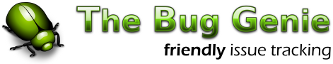 The Bug Genie
friendly issue tracking